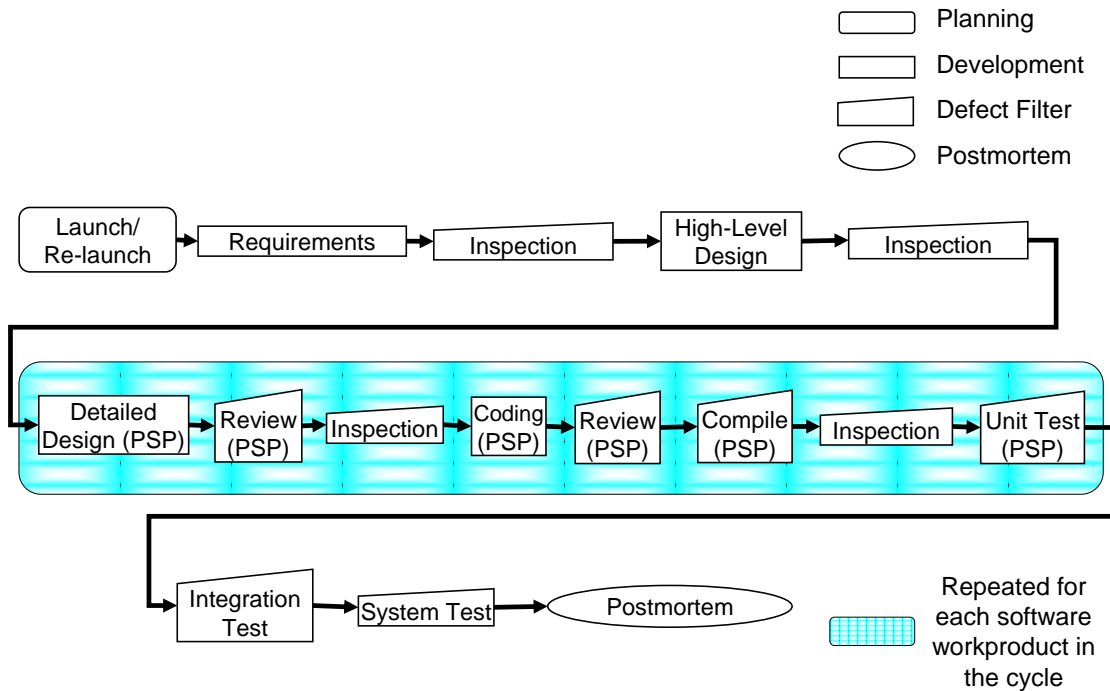 Planning
Development
Defect Filter
Postmortem
Launch/
Re-launch
Requirements
Inspection
High-Level
Design
Inspection
Detailed
Design (PSP)
Review
(PSP)
Inspection
Coding
(PSP)
Review
(PSP)
Compile
(PSP)
Inspection
Unit Test
(PSP)
Integration
Test
System Test
Postmortem
Repeated for
each software
workproduct in
the cycle